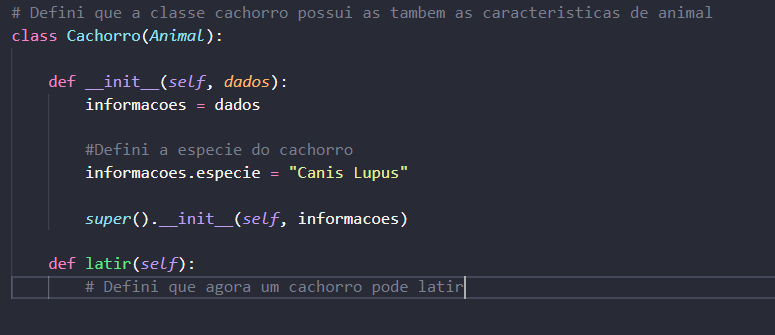 # Defini que a classe cachorro possui as tambem as caracteristicas de animal
class Cachorro(Animal):
def __init__(self, dados):
informacoes = dados
#Defini a especie do cachorro
informacoes.especie = "Canis Lupus"
super().__init__(self, informacoes)
def latir(self):
# Defini que agora um cachorro pode latir